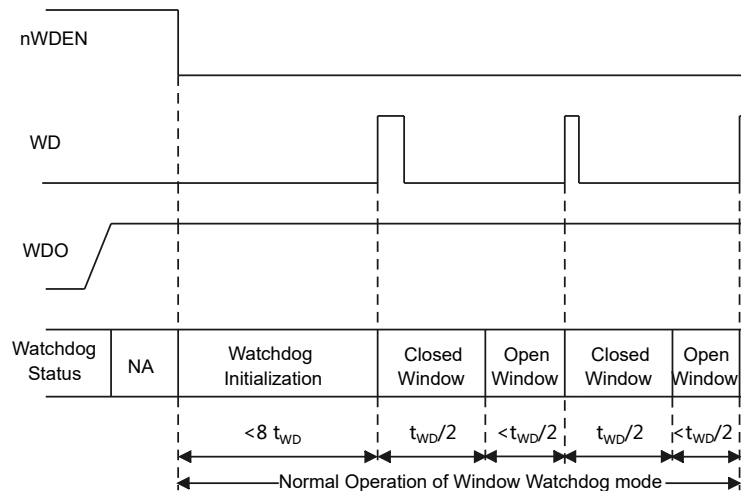 nWDEN
WD
WDO
Watchdog
Status
NA
Watchdog
Initialization
Closed
Window
Open
Window
Closed
Window
Open
Window
<8 tWD
tWD/2
<tWD/2
tWD/2
<tWD/2
Normal Operation of Window Watchdog mode